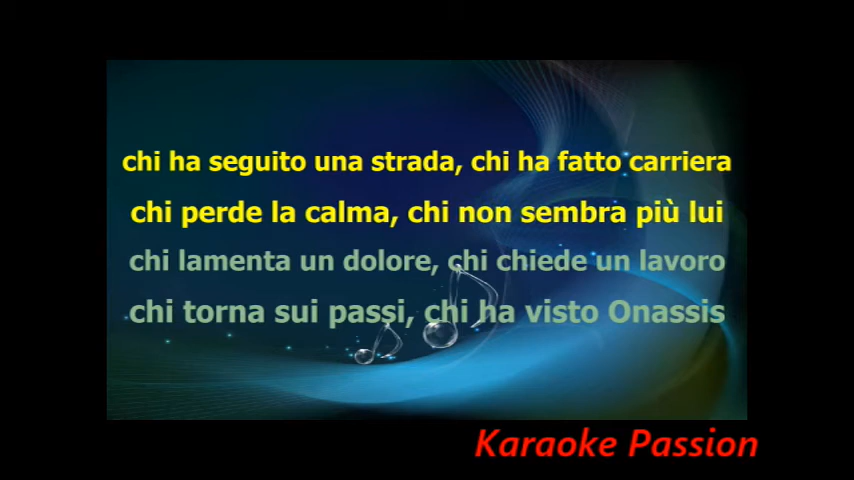 chi ha seguito una strada, chi ha fatto carriera
chi perde la calma, chi non sembra più lui
chi lamenta un dolore, chi chiede un lavoro
chi torna sui passi, chi ha visto Onassis
Karaoke Passion